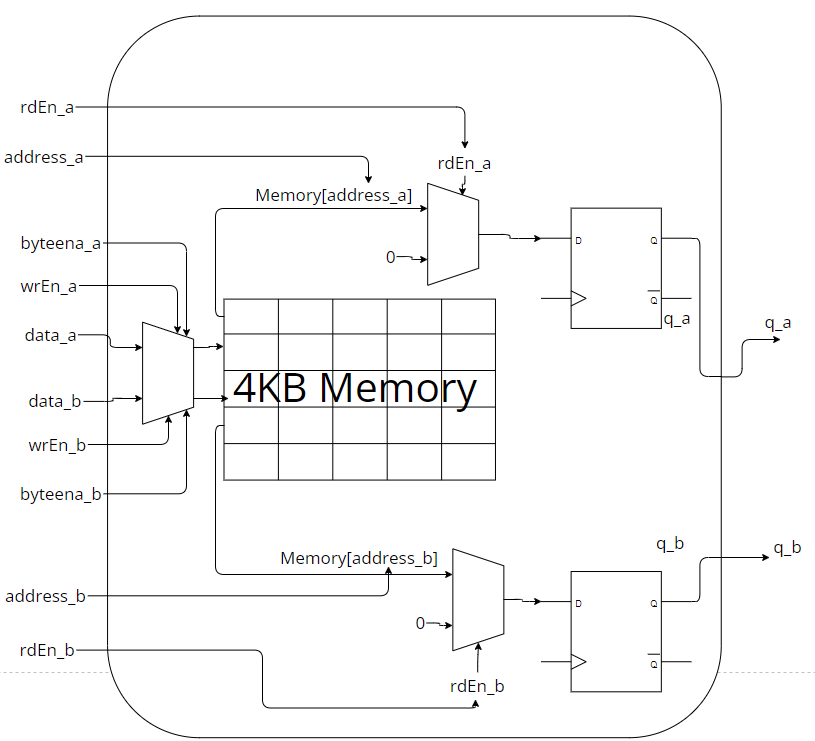 rdEn_a
address_a
rdEn_a
Memory[address_a]
byteena_a
0
D
Q
wrEn_a
Q
q_a
q_a
data_a
4KB Memory
data_b
wrEn_b
byteena_b
q_b
q_b
Memory[address_b]
address_b
0
D
Q
rdEn_b
Q
rdEn_b